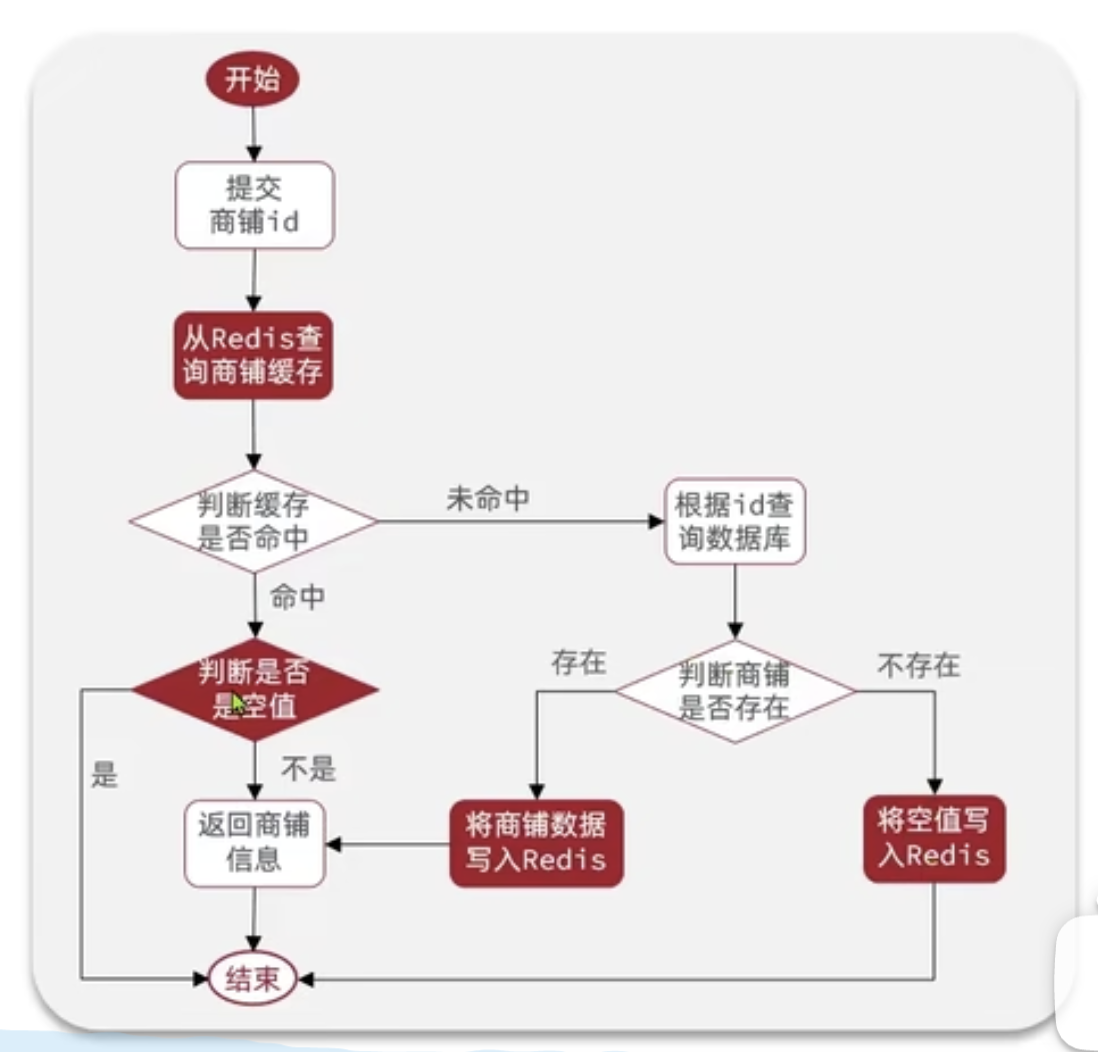 开始
提交
商铺id
从Redis查
询商铺缓存
判断缓存
是否命中
未命中
根据id查
询数据库
命中
判断是否
是空值
存在
判断商铺
是否存在
不存在
是
不是
返回商铺
信息
将商铺数据
写入Redis
将空值写
入Redis
结束